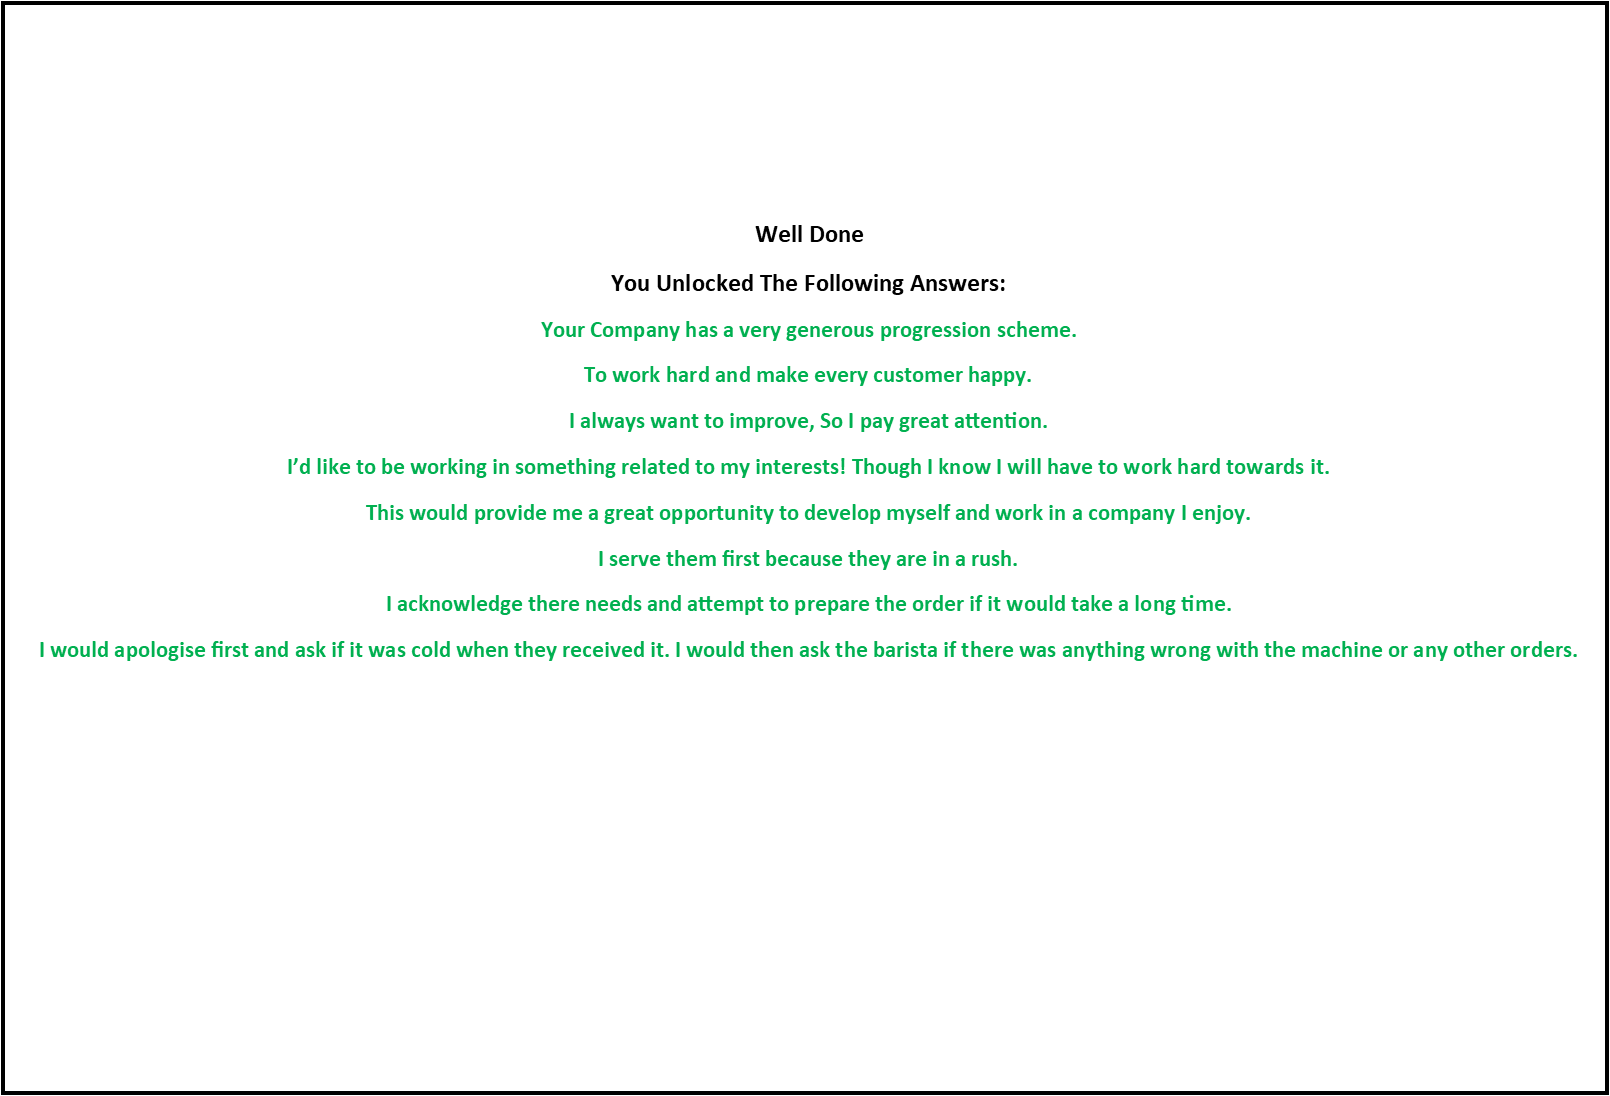 Well Done
You Unlocked The Following Answers:
Your Company has a very generous progression scheme.
To work hard and make every customer happy.
I always want to improve, So I pay great attention.
I’d like to be working in something related to my interests! Though I know I will have to work hard towards it.
This would provide me a great opportunity to develop myself and work in a company I enjoy.
I serve them first because they are in a rush.
I acknowledge there needs and attempt to prepare the order if it would take a long time.
I would apologise first and ask if it was cold when they received it. I would then ask the barista if there was anything wrong with the machine or any other orders.